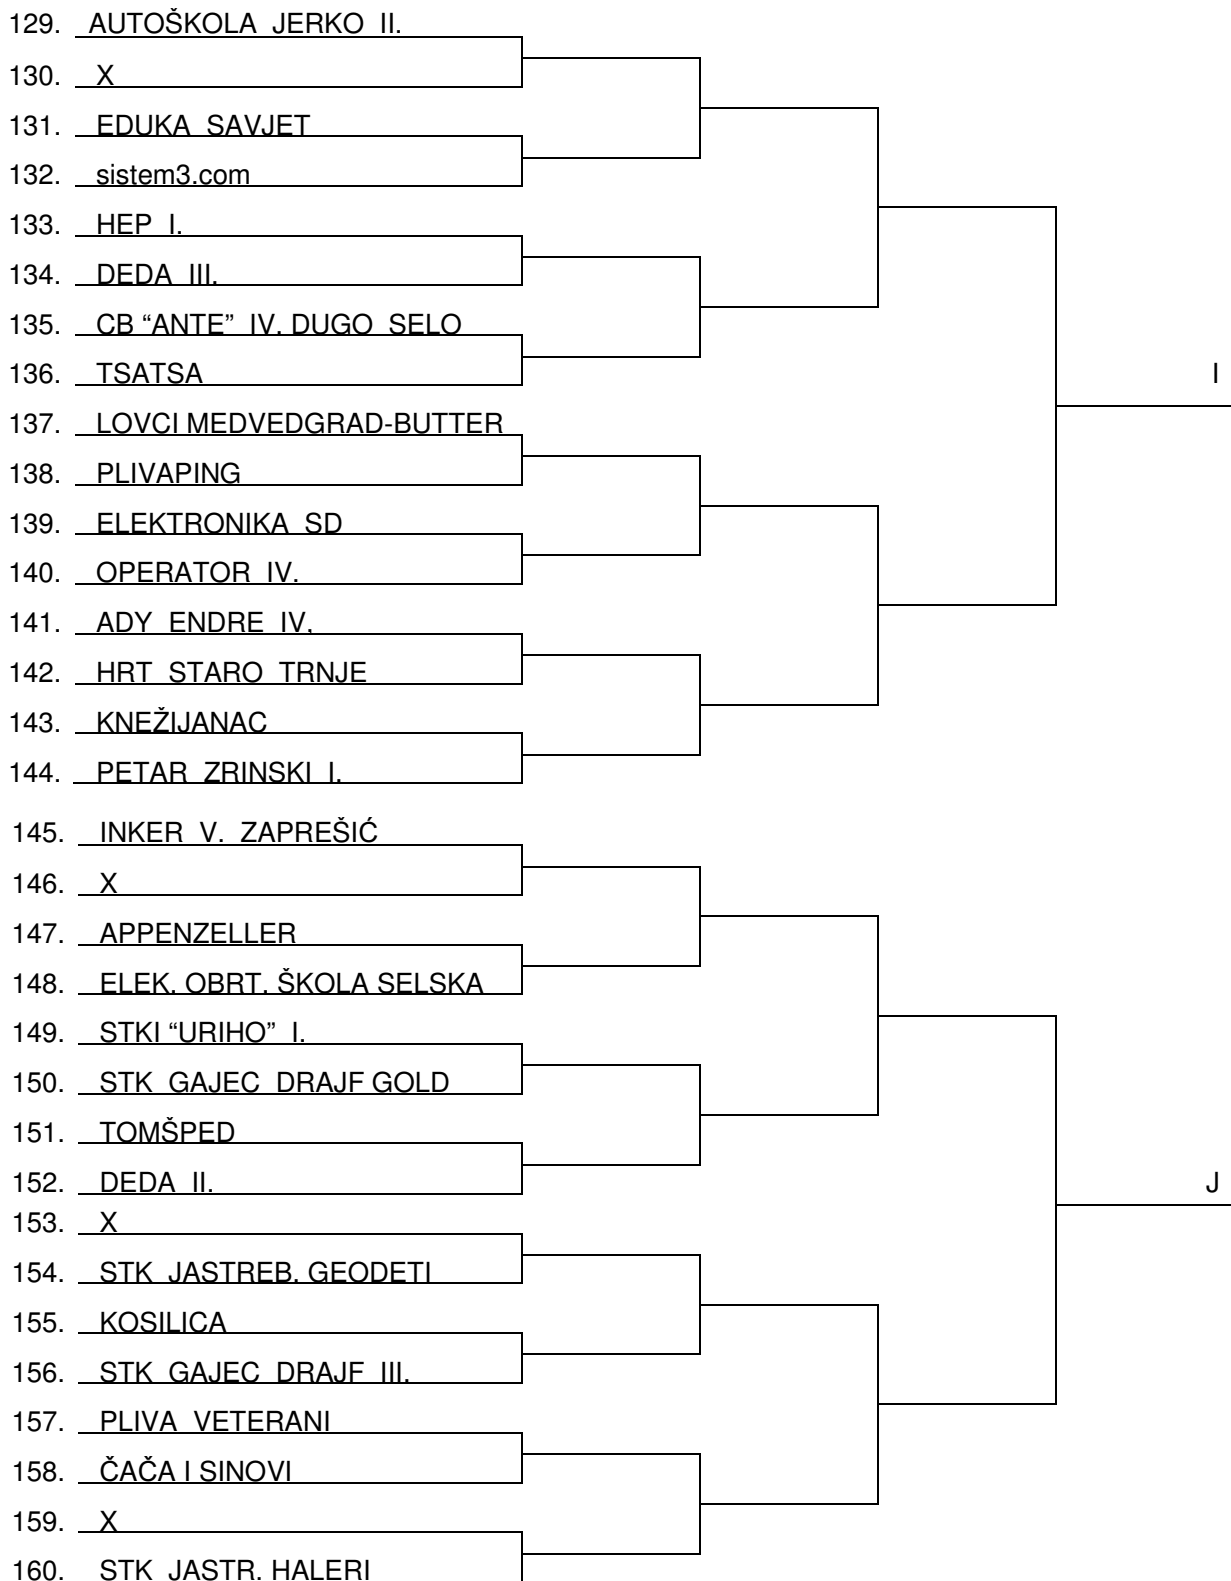 129. AUTOŠKOLA JERKO II.
130. X
131. EDUKA SAVJET
132. sistem3.com
133. HEP I.
134. DEDA III.
135. CB “ANTE” IV. DUGO SELO
136. TSATSA
I
137. LOVCI MEDVEDGRAD-BUTTER
138. PLIVAPING
139. ELEKTRONIKA SD
140. OPERATOR IV.
141. ADY ENDRE IV,
142. HRT STARO TRNJE
143. KNEŽIJANAC
144. PETAR ZRINSKI I.
145. INKER V. ZAPREŠIĆ
146. X
147. APPENZELLER
148. ELEK. OBRT. ŠKOLA SELSKA
149. STKI “URIHO” I.
150. STK GAJEC DRAJF GOLD
151. TOMŠPED
152. DEDA II.
J
153. X
154. STK JASTREB. GEODETI
155. KOSILICA
156. STK GAJEC DRAJF III.
157. PLIVA VETERANI
158. ČAČA I SINOVI
159. X
160. STK JASTR. HALERI